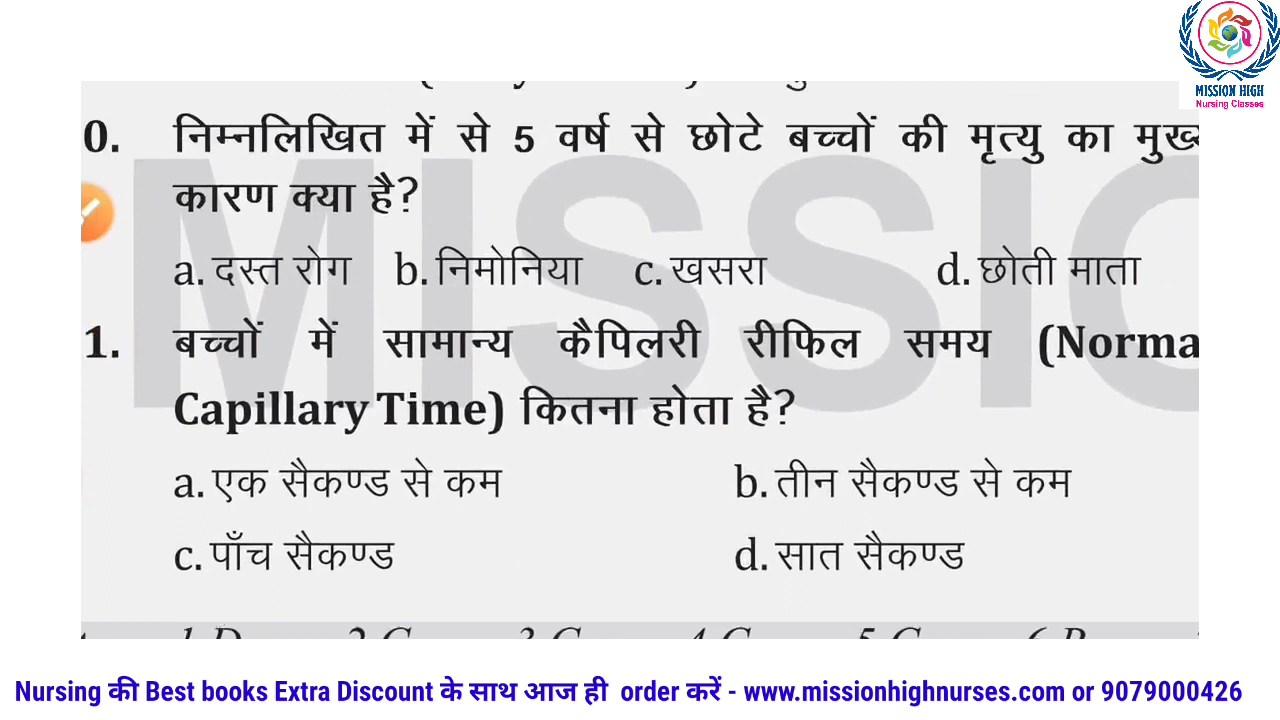 MISSION HIGH
Nursing Classes
0. निम्नलिखित में से 5 वर्ष से छोटे बच्चों की मृत्यु का मुख्य
कारण क्या है?
a. दस्त रोग b. निमोनिया c. खसरा d. छोती माता
1. बच्चों में सामान्य कैपिलरी रीफिल समय (Norma
Capillary Time) कितना होता है?
a. एक सैकण्ड से कम b. तीन सैकण्ड से कम
c. पाँच सैकण्ड d. सात सैकण्ड
Nursing की Best books Extra Discount के साथ आज ही order करें - www.missionhighnurses.com or 9079000426